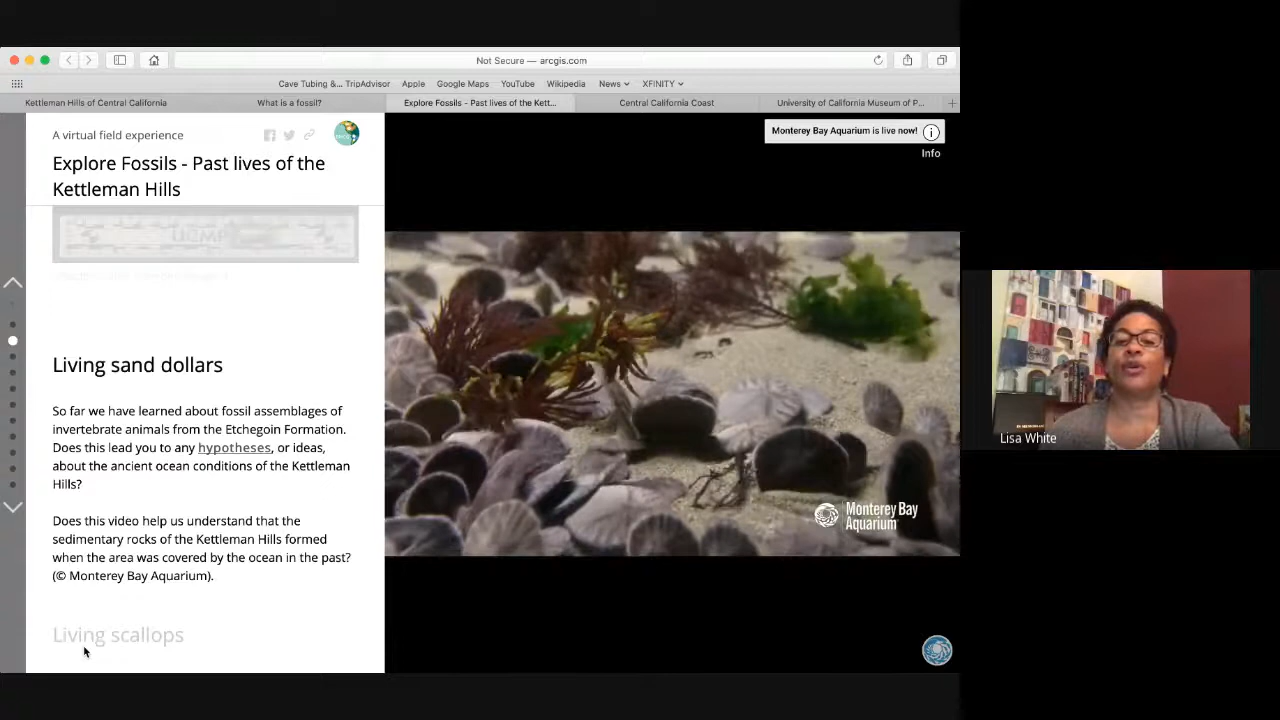 Not Secure — arcgis.com
Cave Tubing &... TripAdvisor
Apple
Google Maps
YouTube
Wikipedia
News
XFINITY
Kettleman Hills of Central California
What is a fossil?
Explore Fossils - Past lives of the Kett...
Central California Coast
University of California Museum of P...
A virtual field experience
Explore Fossils - Past lives of the
Kettleman Hills
UCMP
Living sand dollars
So far we have learned about fossil assemblages of
invertebrate animals from the Etchegoin Formation.
Does this lead you to any hypotheses, or ideas,
about the ancient ocean conditions of the Kettleman
Hills?
Does this video help us understand that the
sedimentary rocks of the Kettleman Hills formed
when the area was covered by the ocean in the past?
(© Monterey Bay Aquarium).
Living scallops
Monterey Bay Aquarium is live now!
Info
Monterey Bay
Aquarium
Lisa White